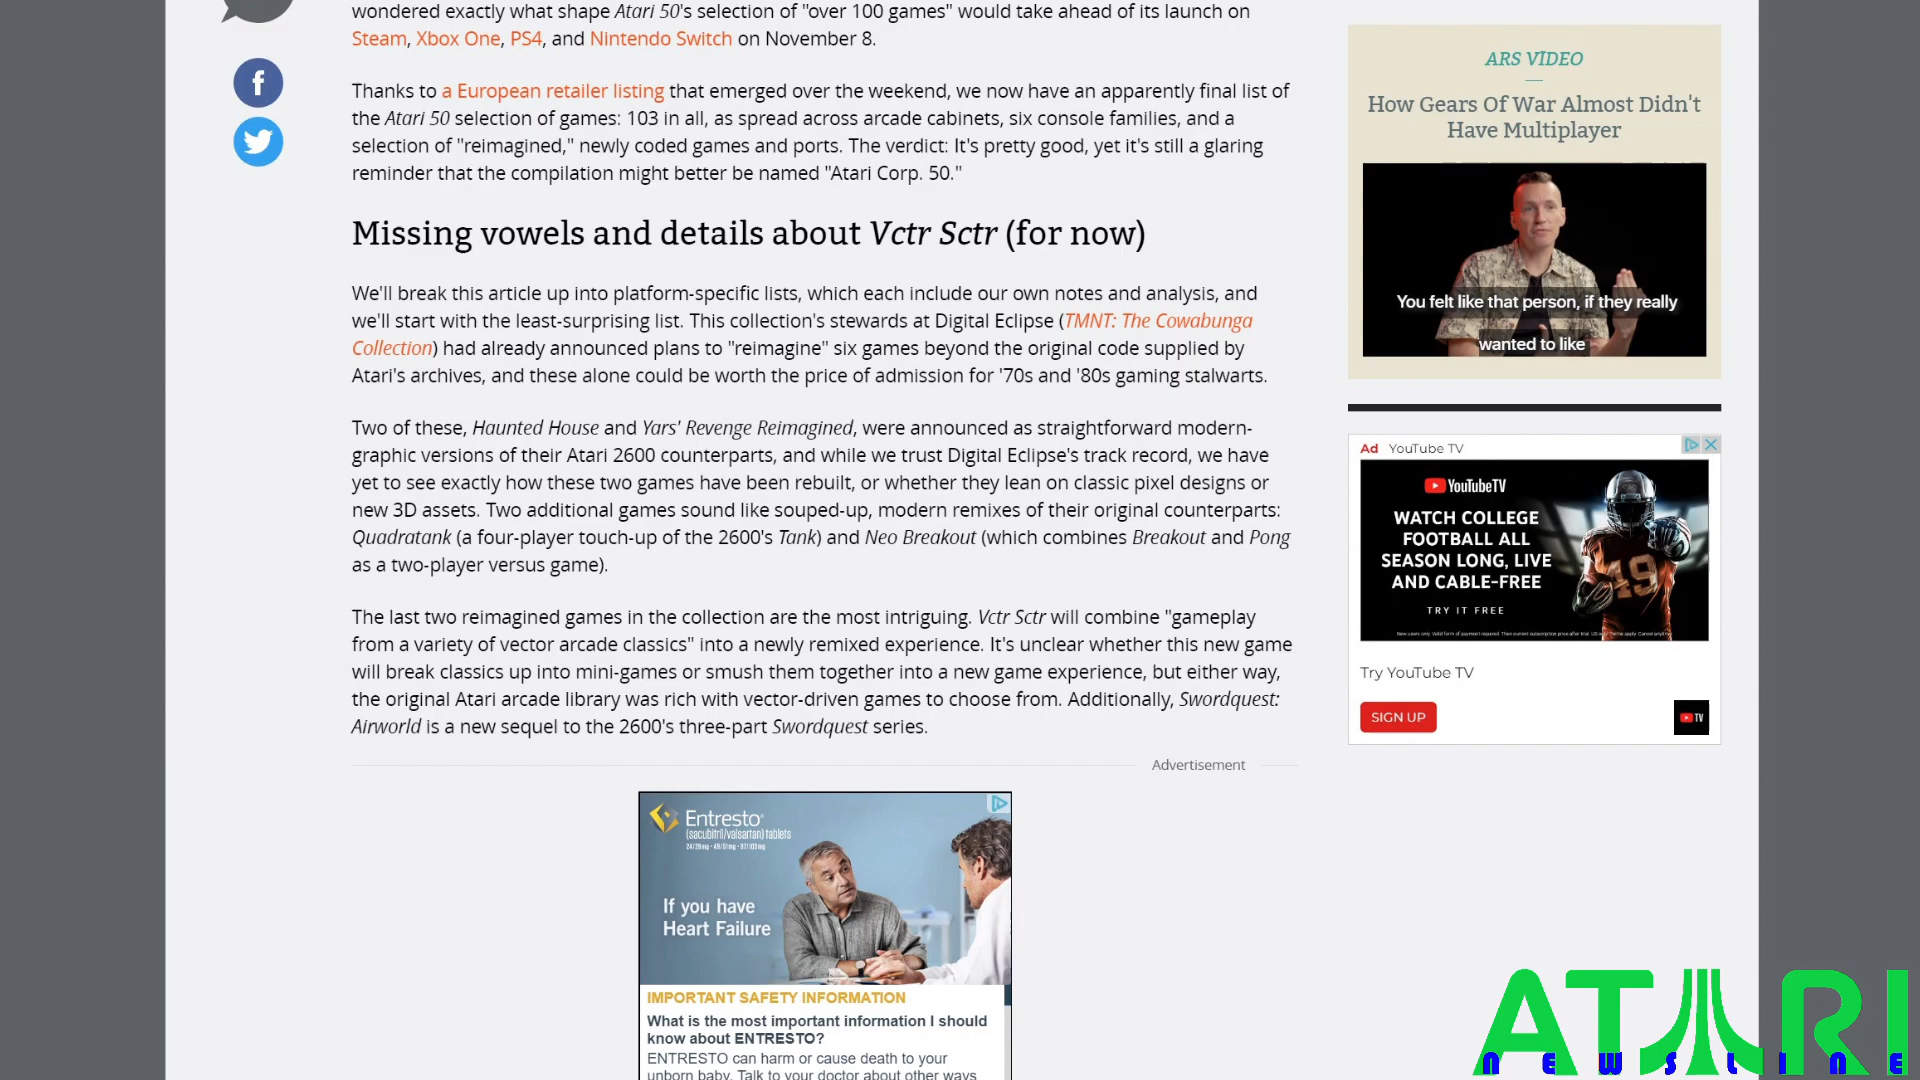 wondered exactly what shape Atari 50's selection of "over 100 games" would take ahead of its launch on
Steam, Xbox One, PS4, and Nintendo Switch on November 8.
Thanks to a European retailer listing that emerged over the weekend, we now have an apparently final list of
the Atari 50 selection of games: 103 in all, as spread across arcade cabinets, six console families, and a
selection of "reimagined," newly coded games and ports. The verdict: It's pretty good, yet it's still a glaring
reminder that the compilation might better be named "Atari Corp. 50."
Missing vowels and details about Vctr Sctr (for now)
We'll break this article up into platform-specific lists, which each include our own notes and analysis, and
we'll start with the least-surprising list. This collection's stewards at Digital Eclipse (TMNT: The Cowabunga
Collection) had already announced plans to "reimagine" six games beyond the original code supplied by
Atari's archives, and these alone could be worth the price of admission for '70s and '80s gaming stalwarts.
Two of these, Haunted House and Yars' Revenge Reimagined, were announced as straightforward modern-
graphic versions of their Atari 2600 counterparts, and while we trust Digital Eclipse's track record, we have
yet to see exactly how these two games have been rebuilt, or whether they lean on classic pixel designs or
new 3D assets. Two additional games sound like souped-up, modern remixes of their original counterparts:
Quadratank (a four-player touch-up of the 2600's Tank) and Neo Breakout (which combines Breakout and Pong
as a two-player versus game).
The last two reimagined games in the collection are the most intriguing. Vctr Sctr will combine "gameplay
from a variety of vector arcade classics" into a newly remixed experience. It's unclear whether this new game
will break classics up into mini-games or smush them together into a new game experience, but either way,
the original Atari arcade library was rich with vector-driven games to choose from. Additionally, Swordquest:
Airworld is a new sequel to the 2600's three-part Swordquest series.
Advertisement
Entresto
(sacubitril/valsartan) tablets
24/26mg • 49/51mg • 97/103mg
If you have
Heart Failure
IMPORTANT SAFETY INFORMATION
What is the most important information I should
know about ENTRESTO?
ENTRESTO can harm or cause death to your
unborn baby. Talk to your doctor about other ways
ARS VIDEO
How Gears Of War Almost Didn't
Have Multiplayer
You felt like that person, if they really
wanted to like
Ad YouTube TV
YouTubeTV
WATCH COLLEGE
FOOTBALL ALL
SEASON LONG, LIVE
AND CABLE-FREE
TRY IT FREE
49
Try YouTube TV
SIGN UP
TV
ATARI
NEWSLINE